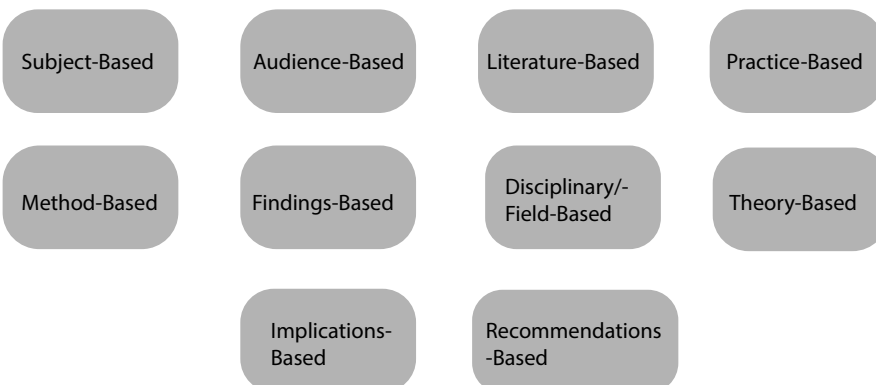 Subject-Based
Audience-Based
Literature-Based
Practice-Based
Method-Based
Findings-Based
Disciplinary/-
Field-Based
Theory-Based
Implications-
Based
Recommendations
-Based